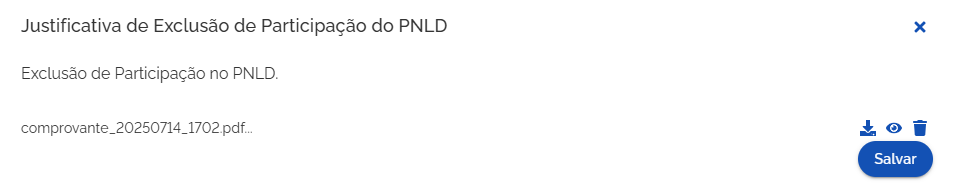 Justificativa de Exclusão de Participação do PNLD
Exclusão de Participação no PNLD.
comprovante_20250714_1702.pdf...
Salvar